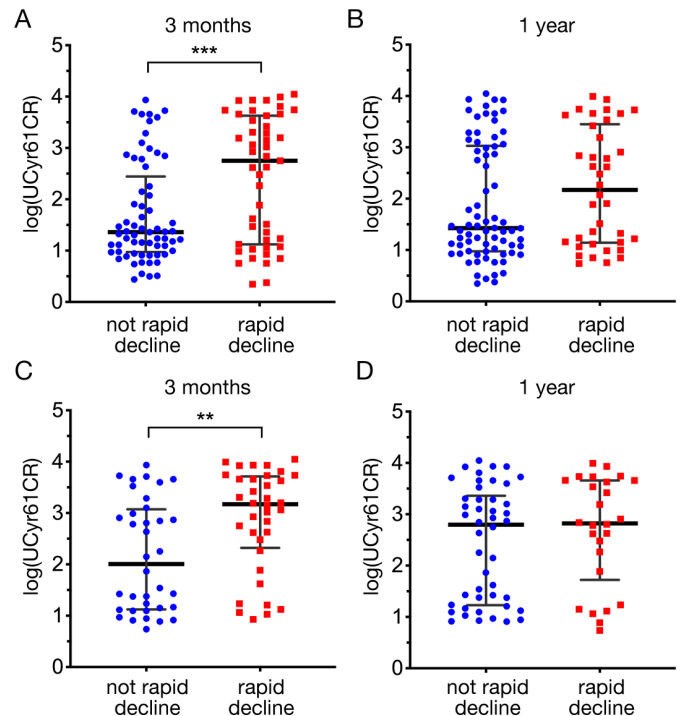 A
3 months
***
log(UCyr61CR)
5
4
3
2
1
0
not rapid
decline
rapid
decline
B
1 year
log(UCyr61CR)
5
4
3
2
1
0
not rapid
decline
rapid
decline
C
3 months
**
log(UCyr61CR)
5
4
3
2
1
0
not rapid
decline
rapid
decline
D
1 year
log(UCyr61CR)
5
4
3
2
1
0
not rapid
decline
rapid
decline